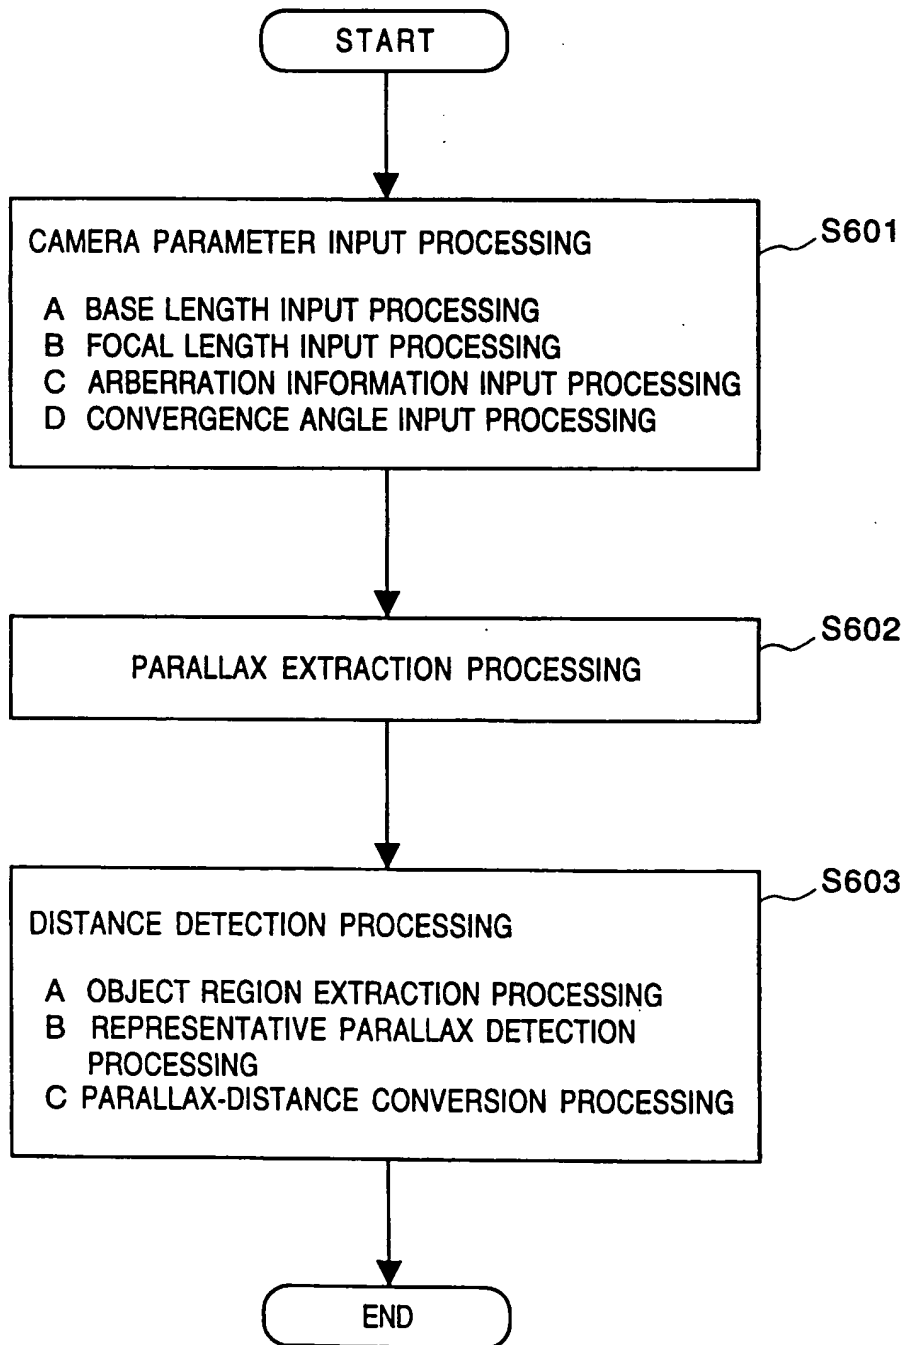 START
S601
CAMERA PARAMETER INPUT PROCESSING
A BASE LENGTH INPUT PROCESSING
B FOCAL LENGTH INPUT PROCESSING
C ARBERRATION INFORMATION INPUT PROCESSING
D CONVERGENCE ANGLE INPUT PROCESSING
S602
PARALLAX EXTRACTION PROCESSING
S603
DISTANCE DETECTION PROCESSING
A OBJECT REGION EXTRACTION PROCESSING
B REPRESENTATIVE PARALLAX DETECTION
PROCESSING
C PARALLAX-DISTANCE CONVERSION PROCESSING
END